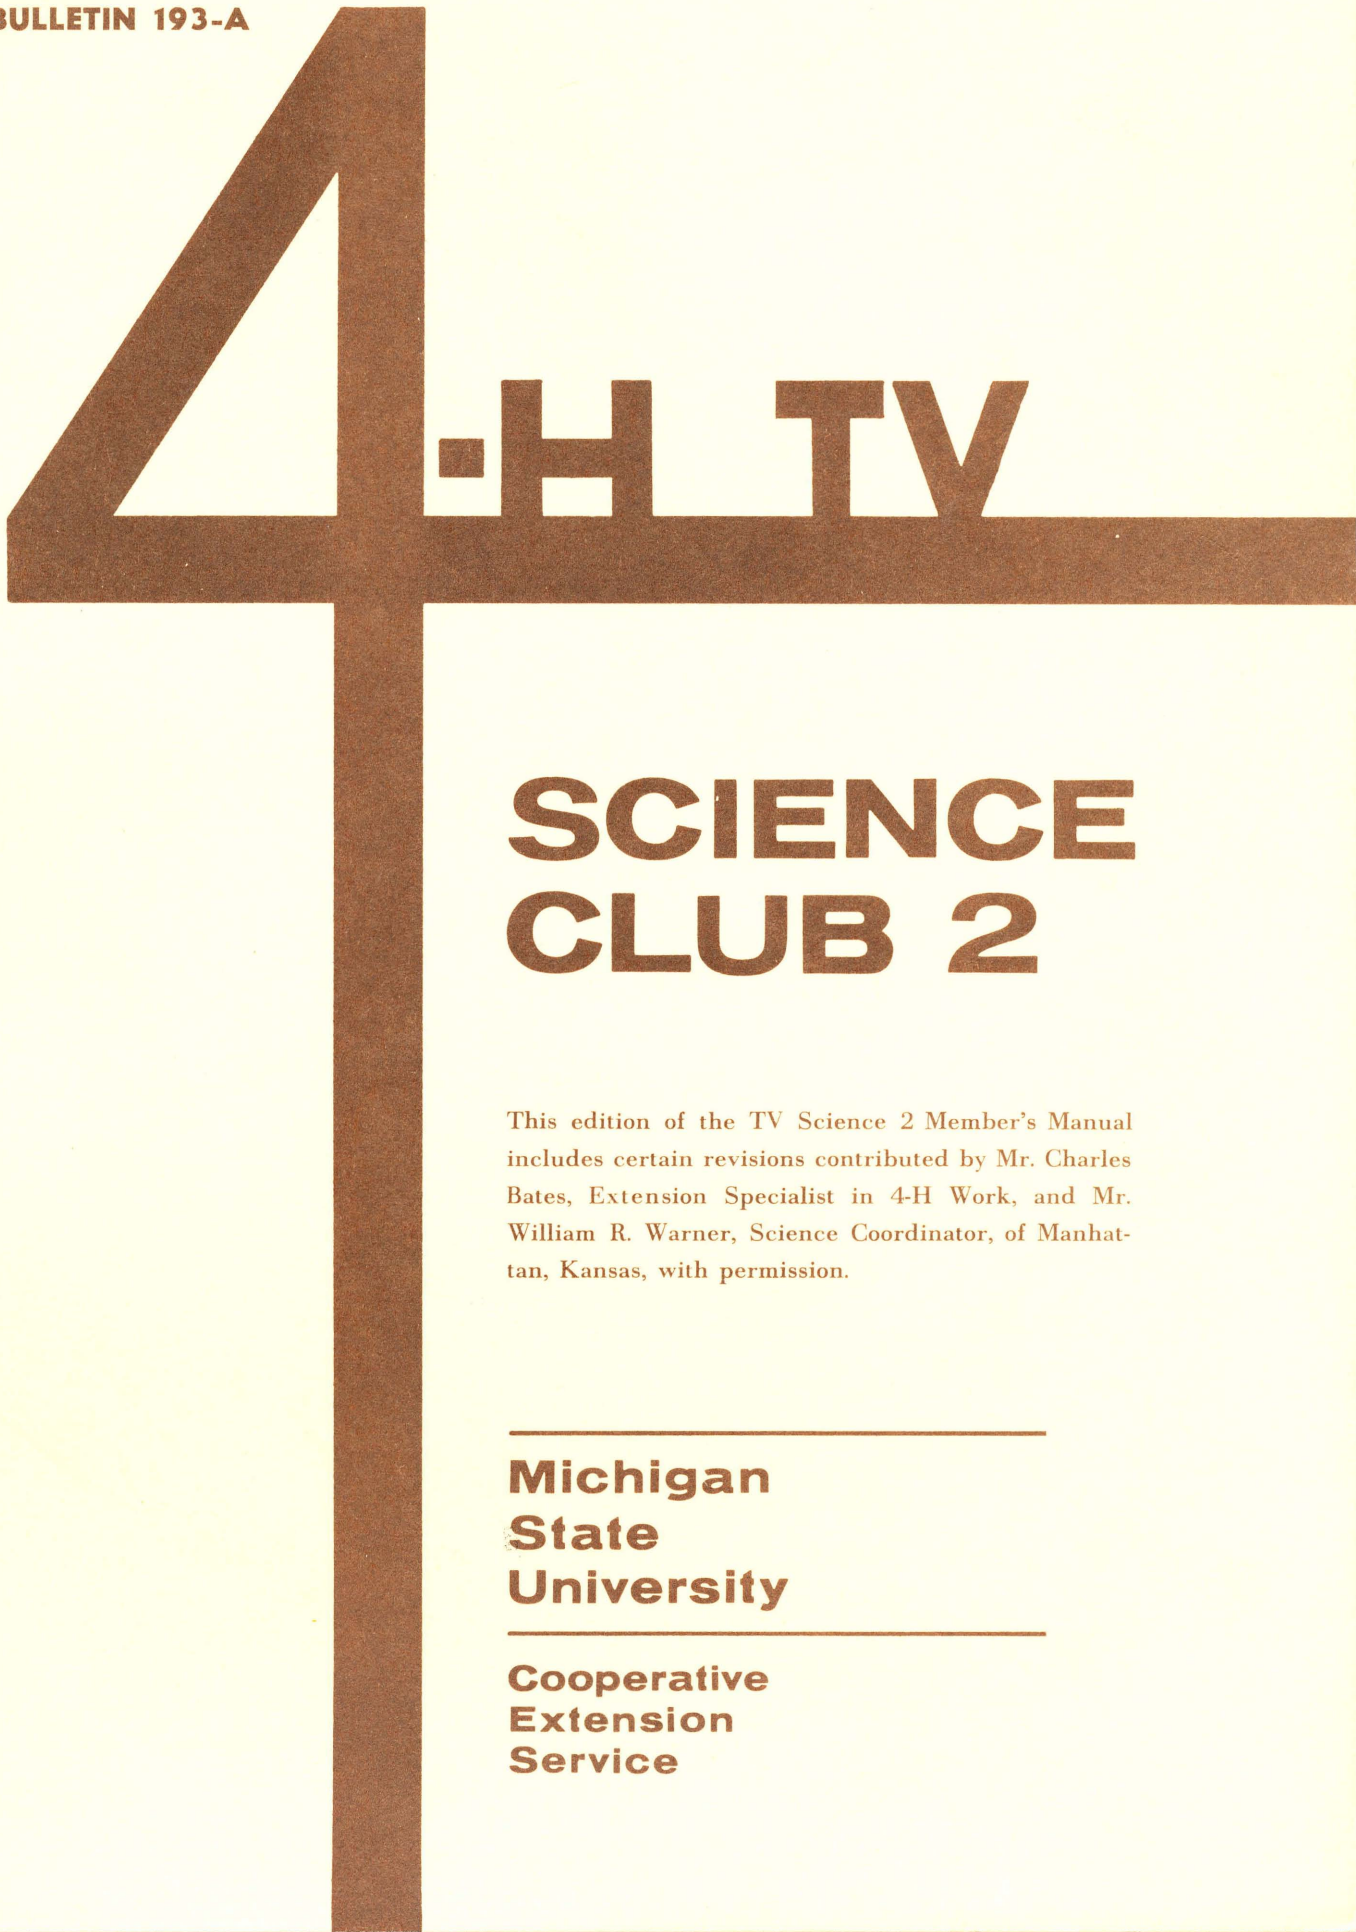 BULLETIN 193-A
4-H TV
SCIENCE
CLUB 2
This edition of the TV Science 2 Member's Manual
includes certain revisions contributed by Mr. Charles
Bates, Extension Specialist in 4-H Work, and Mr.
William R. Warner, Science Coordinator, of Manhat-
tan, Kansas, with permission.
Michigan
State
University
Cooperative
Extension
Service